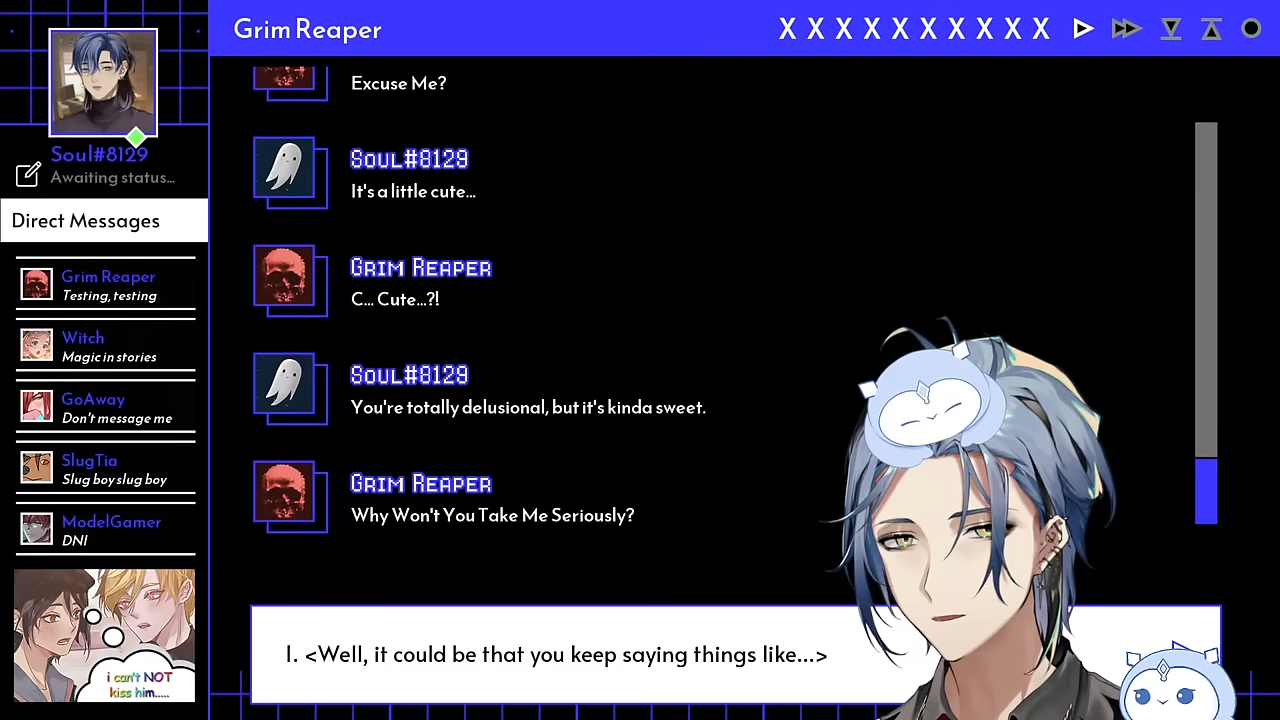 Grim Reaper
X X X X X X X X X X
Soul#8129
Awaiting status...
Direct Messages
Grim Reaper
Testing, testing
Witch
Magic in stories
GoAway
Don't message me
SlugTia
Slug boy slug boy
ModelGamer
DNI
i can't NOT
kiss him.....
Excuse Me?
Soul#8129
It's a little cute...
Grim Reaper
C... Cute...?!
Soul#8129
You're totally delusional, but it's kinda sweet.
Grim Reaper
Why Won't You Take Me Seriously?
1. <Well, it could be that you keep saying things like...>